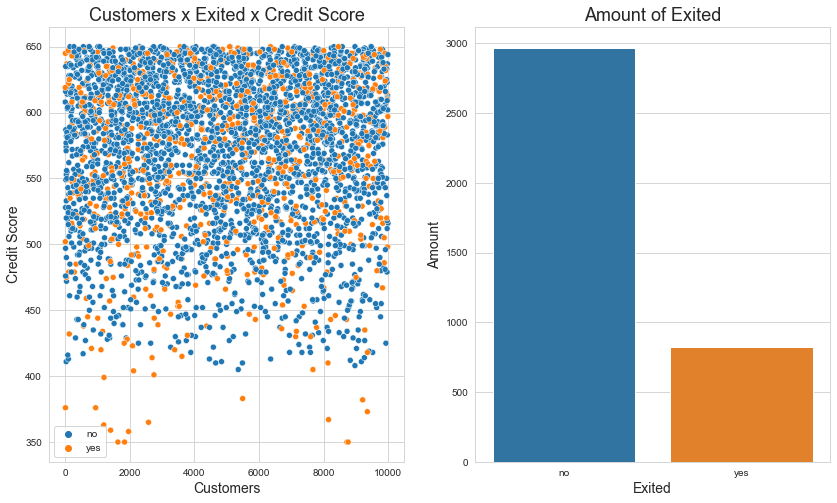 Customers x Exited x Credit Score
650
600
550
500
450
400
350
Credit Score
no
yes
0
2000
4000
6000
8000
10000
Customers
Amount of Exited
3000
2500
2000
1500
1000
500
0
Amount
no
yes
Exited